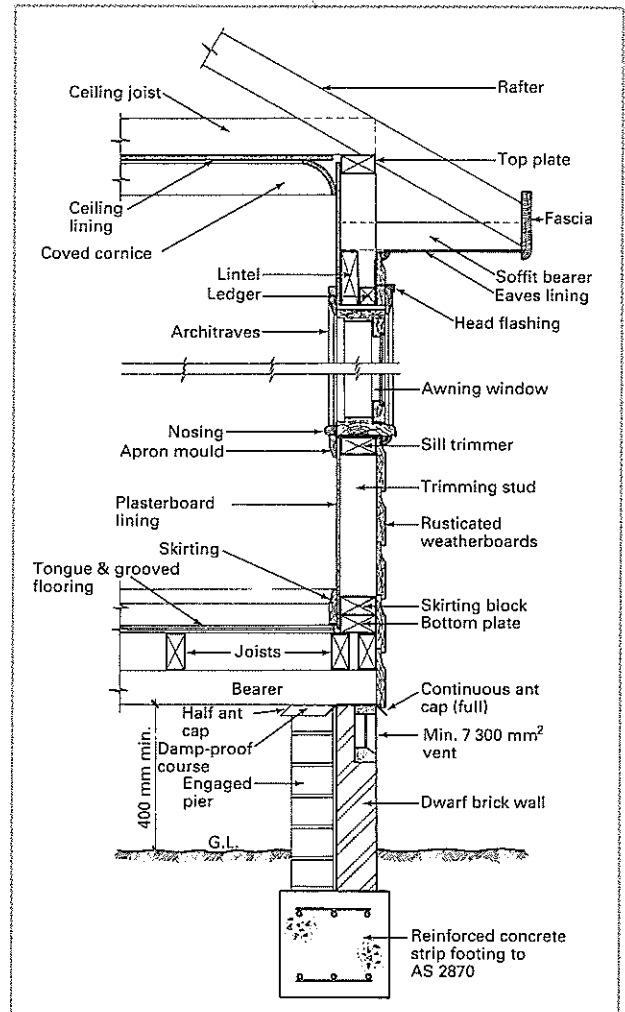 Ceiling joist
Rafter
Top plate
Ceiling
lining
Fascia
Coved cornice
Soffit bearer
Eaves lining
Lintel
Ledger
Head flashing
Architraves
Awning window
Nosing
Apron mould
Sill trimmer
Trimming stud
Plasterboard
lining
Rusticated
weatherboards
Skirting
Tongue & grooved
flooring
Skirting block
Bottom plate
Joists
Bearer
Continuous ant
cap (full)
Half ant
cap
Damp-proof
course
Min. 7 300 mm²
vent
Engaged
pier
400 mm min.
Dwarf brick wall
G.L.
Reinforced concrete
strip footing to
AS 2870